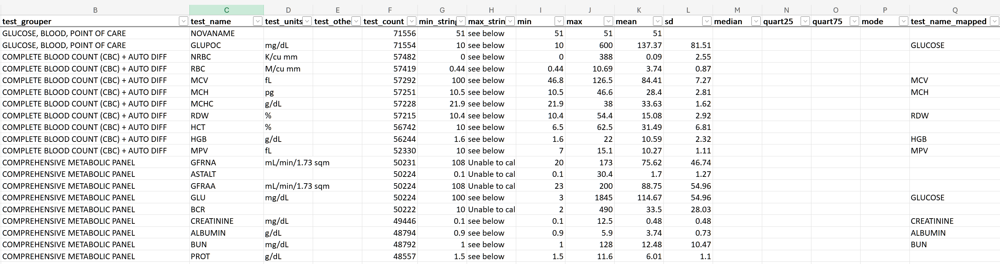 B C D E F G H I J K L M N O P Q
test_grouper test_name test_units test_othe test_count min_string max_strin min max mean sd median quart25 quart75 mode test_name_mapped
GLUCOSE, BLOOD, POINT OF CARE NOVANAME 71556 51 see below 51 51 51
GLUCOSE, BLOOD, POINT OF CARE GLUPOC mg/dL 71554 10 see below 10 600 137.37 81.51 GLUCOSE
COMPLETE BLOOD COUNT (CBC) + AUTO DIFF NRBC K/cu mm 57482 0 see below 0 388 0.09 2.55
COMPLETE BLOOD COUNT (CBC) + AUTO DIFF RBC M/cu mm 57419 0.44 see below 0.44 10.69 3.74 0.87
COMPLETE BLOOD COUNT (CBC) + AUTO DIFF MCV fL 57292 100 see below 46.8 126.5 84.41 7.27 MCV
COMPLETE BLOOD COUNT (CBC) + AUTO DIFF MCH pg 57251 10.5 see below 10.5 46.6 28.4 2.81 MCH
COMPLETE BLOOD COUNT (CBC) + AUTO DIFF MCHC g/dL 57228 21.9 see below 21.9 38 33.63 1.62
COMPLETE BLOOD COUNT (CBC) + AUTO DIFF RDW % 57215 10.4 see below 10.4 54.4 15.08 2.92 RDW
COMPLETE BLOOD COUNT (CBC) + AUTO DIFF HCT % 56742 10 see below 6.5 62.5 31.49 6.81
COMPLETE BLOOD COUNT (CBC) + AUTO DIFF HGB g/dL 56244 1.6 see below 1.6 22 10.59 2.32 HGB
COMPLETE BLOOD COUNT (CBC) + AUTO DIFF MPV fL 52330 10 see below 7 15.1 10.27 1.11 MPV
COMPREHENSIVE METABOLIC PANEL GFRNA mL/min/1.73 sqm 50231 108 Unable to cal 20 173 75.62 46.74
COMPREHENSIVE METABOLIC PANEL ASTALT 50224 0.1 Unable to cal 0.1 30.4 1.7 1.27
COMPREHENSIVE METABOLIC PANEL GFRAA mL/min/1.73 sqm 50224 108 Unable to cal 23 200 88.75 54.96
COMPREHENSIVE METABOLIC PANEL GLU mg/dL 50224 100 see below 3 1845 114.67 54.96 GLUCOSE
COMPREHENSIVE METABOLIC PANEL BCR 50222 10 Unable to cal 2 490 33.5 28.03
COMPREHENSIVE METABOLIC PANEL CREATININE mg/dL 49446 0.1 see below 0.1 12.5 0.48 0.48 CREATININE
COMPREHENSIVE METABOLIC PANEL ALBUMIN g/dL 48794 0.9 see below 0.9 5.9 3.74 0.73 ALBUMIN
COMPREHENSIVE METABOLIC PANEL BUN mg/dL 48792 1 see below 1 128 12.48 10.47 BUN
COMPREHENSIVE METABOLIC PANEL PROT g/dL 48557 1.5 see below 1.5 11.6 6.01 1.1